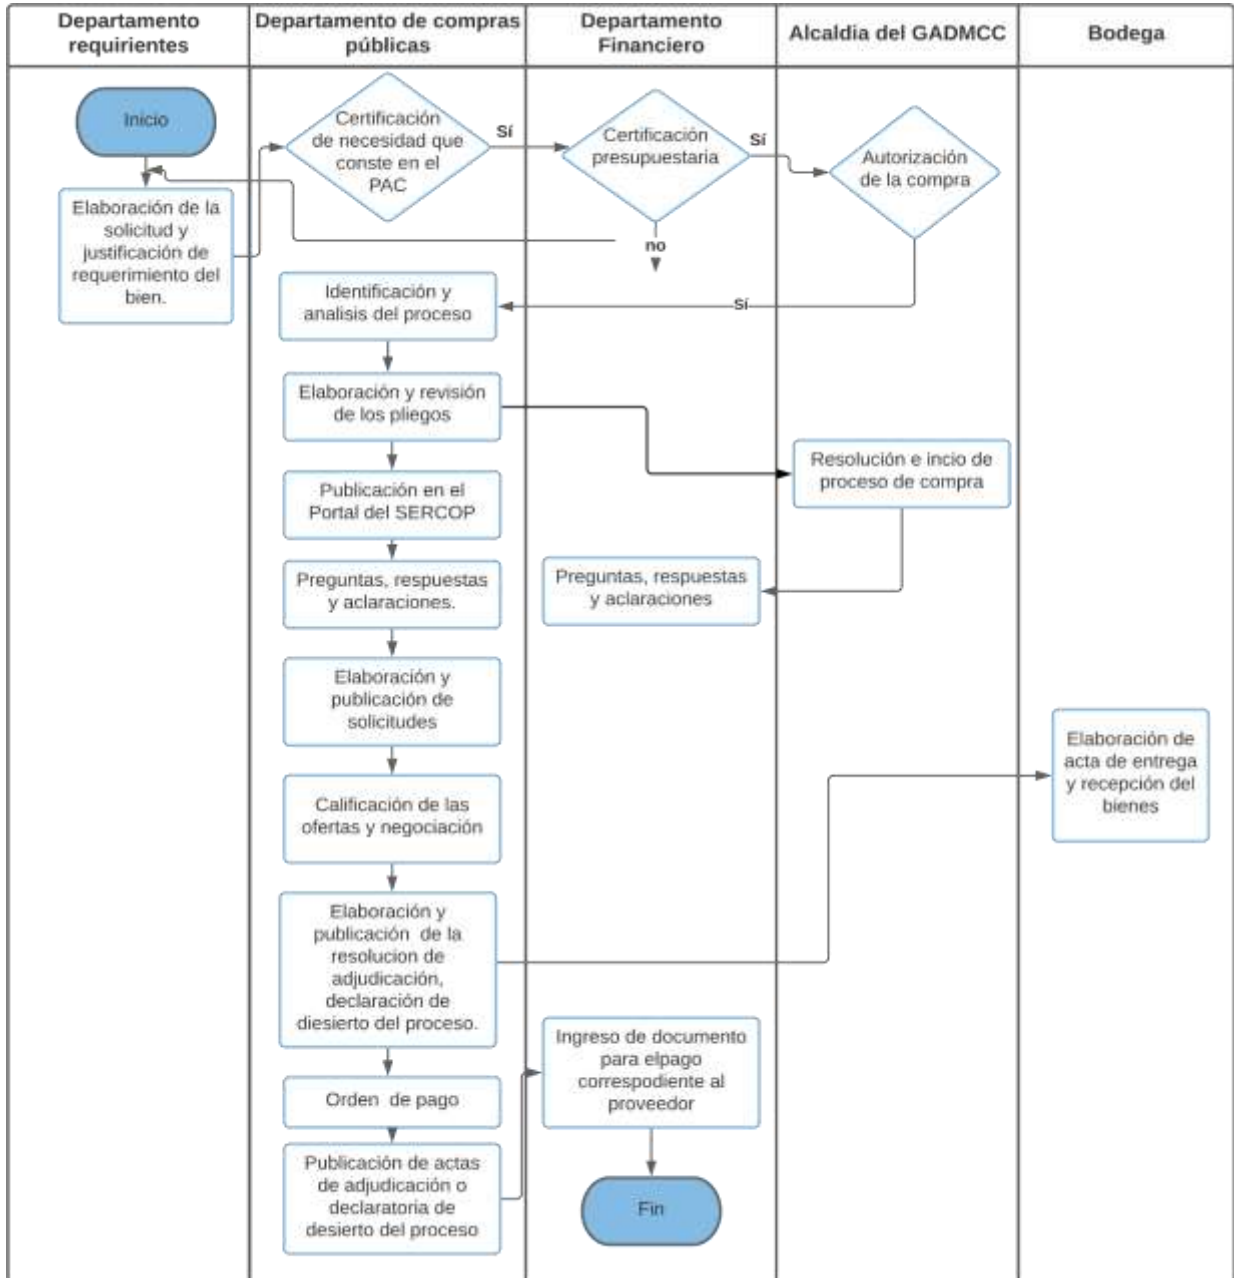 Departamento
requirientes
Departamento de compras
públicas
Departamento
Financiero
Alcaldia del GADMCC
Bodega
Inicio
Certificación
de necesidad que
conste en el
PAC
Sí
Certificación
presupuestaria
Sí
Autorización
de la compra
Elaboración de la
solicitud y
justificación de
requerimiento del
bien.
no
Identificación y
analisis del proceso
Sí
Elaboración y revisión
de los pliegos
Resolución e incio de
proceso de compra
Publicación en el
Portal del SERCOP
Preguntas, respuestas
y aclaraciones.
Preguntas, respuestas
y aclaraciones
Elaboración y
publicación de
solicitudes
Elaboración de
acta de entrega
y recepción del
bienes
Calificación de las
ofertas y negociación
Elaboración y
publicación de la
resolucion de
adjudicación,
declaración de
diesierto del proceso.
Ingreso de documento
para elpago
correspodiente al
proveedor
Orden de pago
Publicación de actas
de adjudicación o
declaratoria de
desierto del proceso
Fin